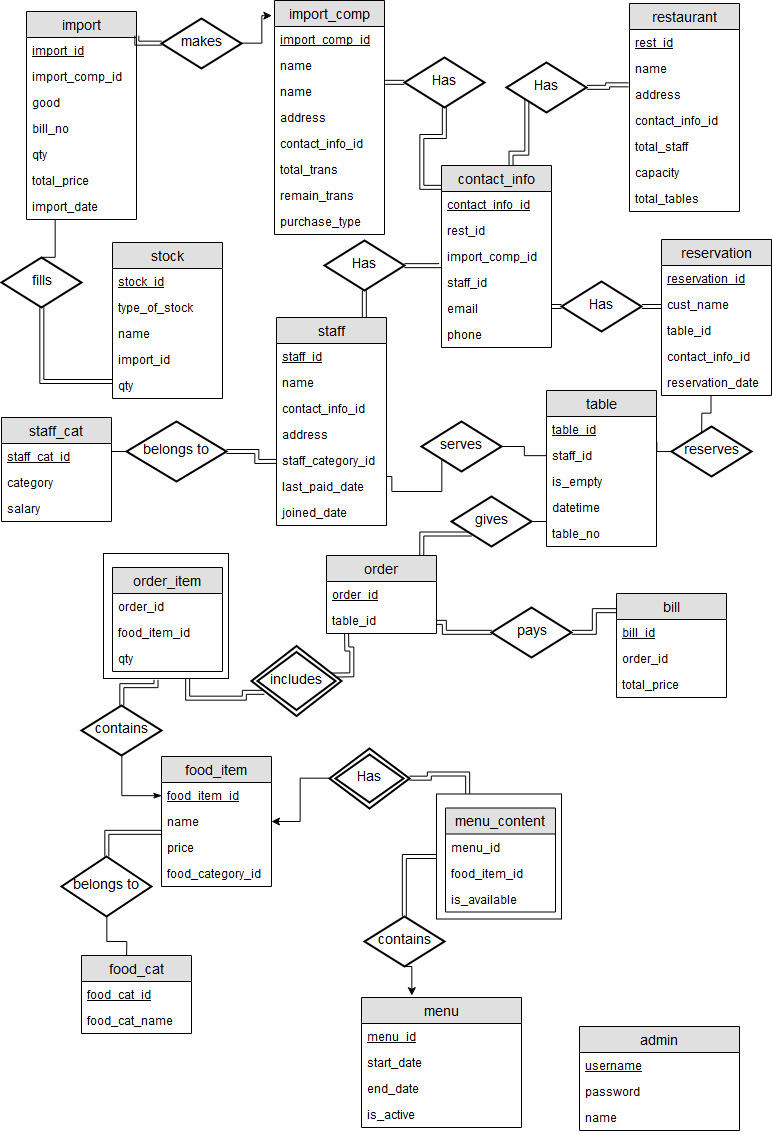 import
import_id
import_comp_id
good
bill_no
qty
total_price
import_date
makes
import_comp
import_comp_id
name
name
address
contact_info_id
total_trans
remain_trans
purchase_type
Has
Has
restaurant
rest_id
name
address
contact_info_id
total_staff
capacity
total_tables
contact_info
contact_info_id
rest_id
import_comp_id
staff_id
email
phone
fills
stock
stock_id
type_of_stock
name
import_id
qty
Has
Has
reservation
reservation_id
cust_name
table_id
contact_info_id
reservation_date
staff
staff_id
name
contact_info_id
address
staff_category_id
last_paid_date
joined_date
staff_cat
staff_cat_id
category
salary
belongs to
serves
table
table_id
staff_id
is_empty
datetime
table_no
reserves
gives
order_item
order_id
food_item_id
qty
order
order_id
table_id
pays
bill
bill_id
order_id
total_price
includes
contains
food_item
food_item_id
name
price
food_category_id
Has
menu_content
menu_id
food_item_id
is_available
belongs to
contains
food_cat
food_cat_id
food_cat_name
menu
menu_id
start_date
end_date
is_active
admin
username
password
name